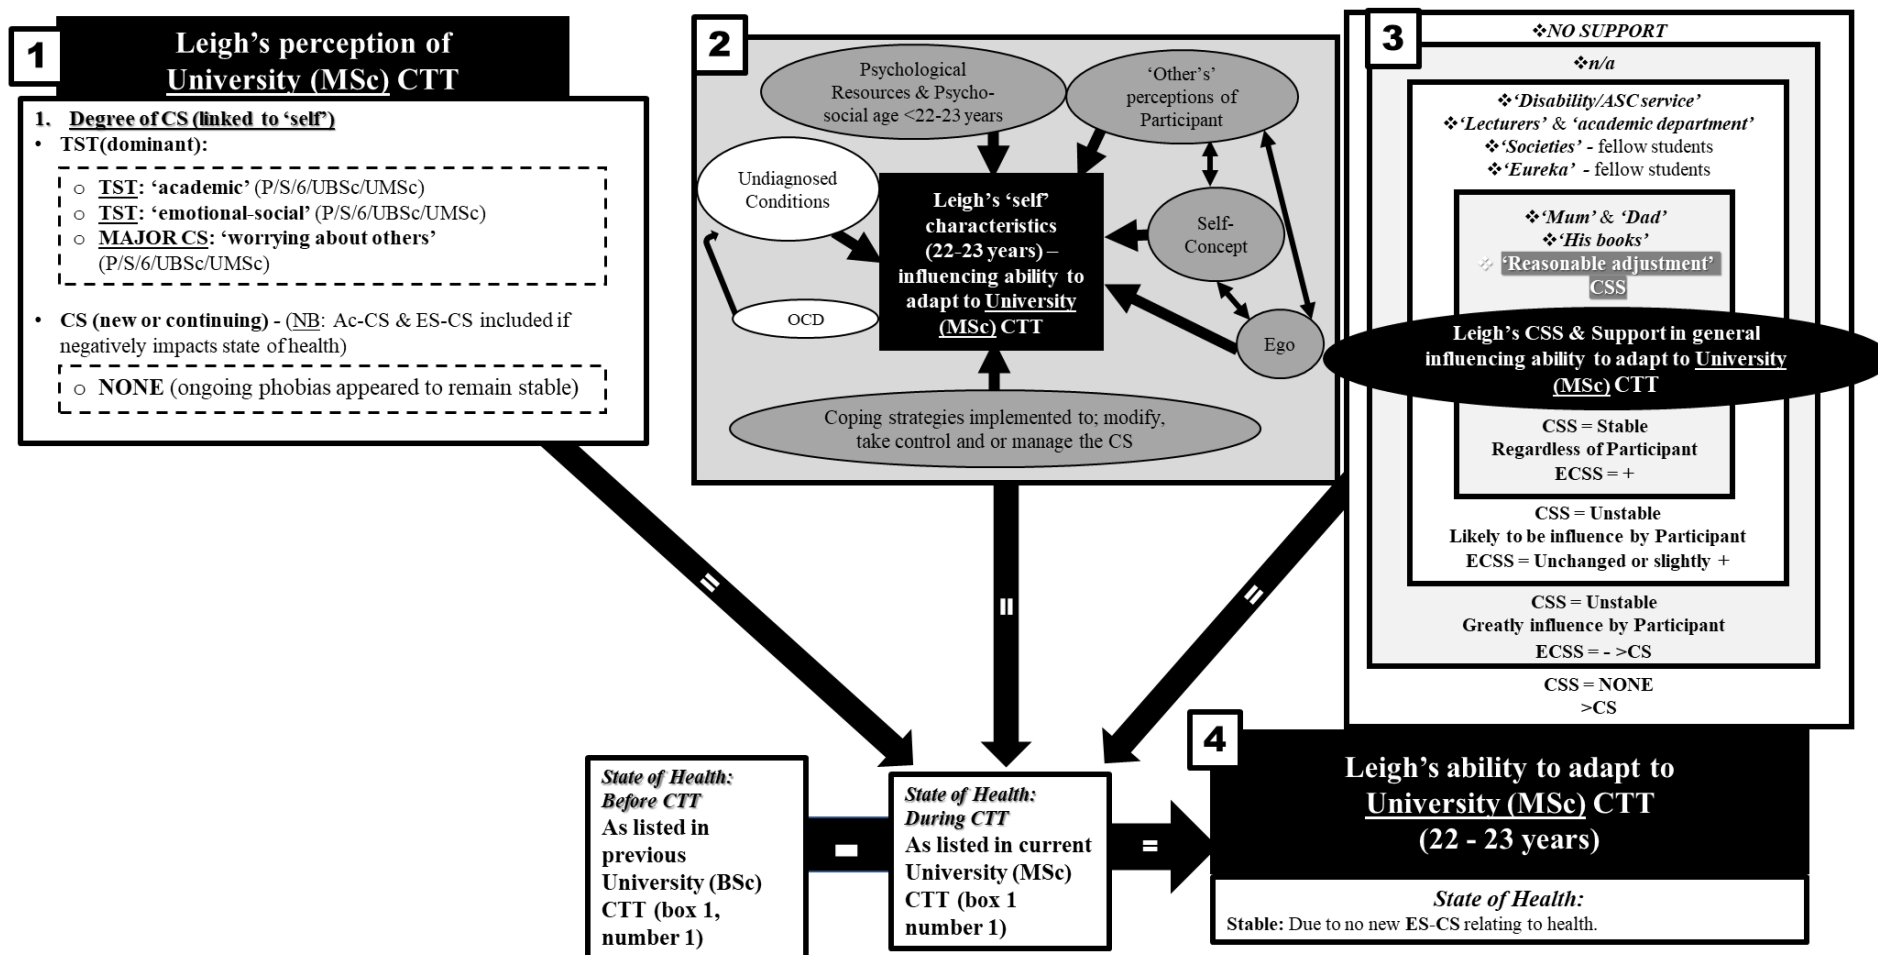 1
Leigh's perception of
University (MSc) CTT
1. Degree of CS (linked to 'self')
• TST(dominant):
o TST: 'academic' (P/S/6/UBSc/UMSc)
o TST: 'emotional-social' (P/S/6/UBSc/UMSc)
o MAJOR CS: 'worrying about others'
(P/S/6/UBSc/UMSc)
• CS (new or continuing) - (NB: Ac-CS & ES-CS included if
negatively impacts state of health)
o NONE (ongoing phobias appeared to remain stable)
2
Psychological
Resources & Psycho-
social age <22-23 years
'Other's'
perceptions of
Participant
Undiagnosed
Conditions
OCD
Leigh's 'self'
characteristics
(22-23 years) –
influencing ability to
adapt to University
(MSc) CTT
Self-
Concept
Ego
Coping strategies implemented to; modify,
take control and or manage the CS
3
❖NO SUPPORT
❖n/a
❖'Disability/ASC service'
❖'Lecturers' & 'academic department'
❖'Societies' - fellow students
❖'Eureka' - fellow students
❖'Mum' & 'Dad'
❖'His books'
❖ 'Reasonable adjustment'
CSS
Leigh's CSS & Support in general
influencing ability to adapt to University
(MSc) CTT
CSS = Stable
Regardless of Participant
ECSS = +
CSS = Unstable
Likely to be influence by Participant
ECSS = Unchanged or slightly +
CSS = Unstable
Greatly influence by Participant
ECSS = - >CS
CSS = NONE
>CS
=
=
=
State of Health:
Before CTT
As listed in
previous
University (BSc)
CTT (box 1,
number 1)
-
State of Health:
During CTT
As listed in current
University (MSc)
CTT (box 1
number 1)
=
4
Leigh's ability to adapt to
University (MSc) CTT
(22 - 23 years)
State of Health:
Stable: Due to no new ES-CS relating to health.